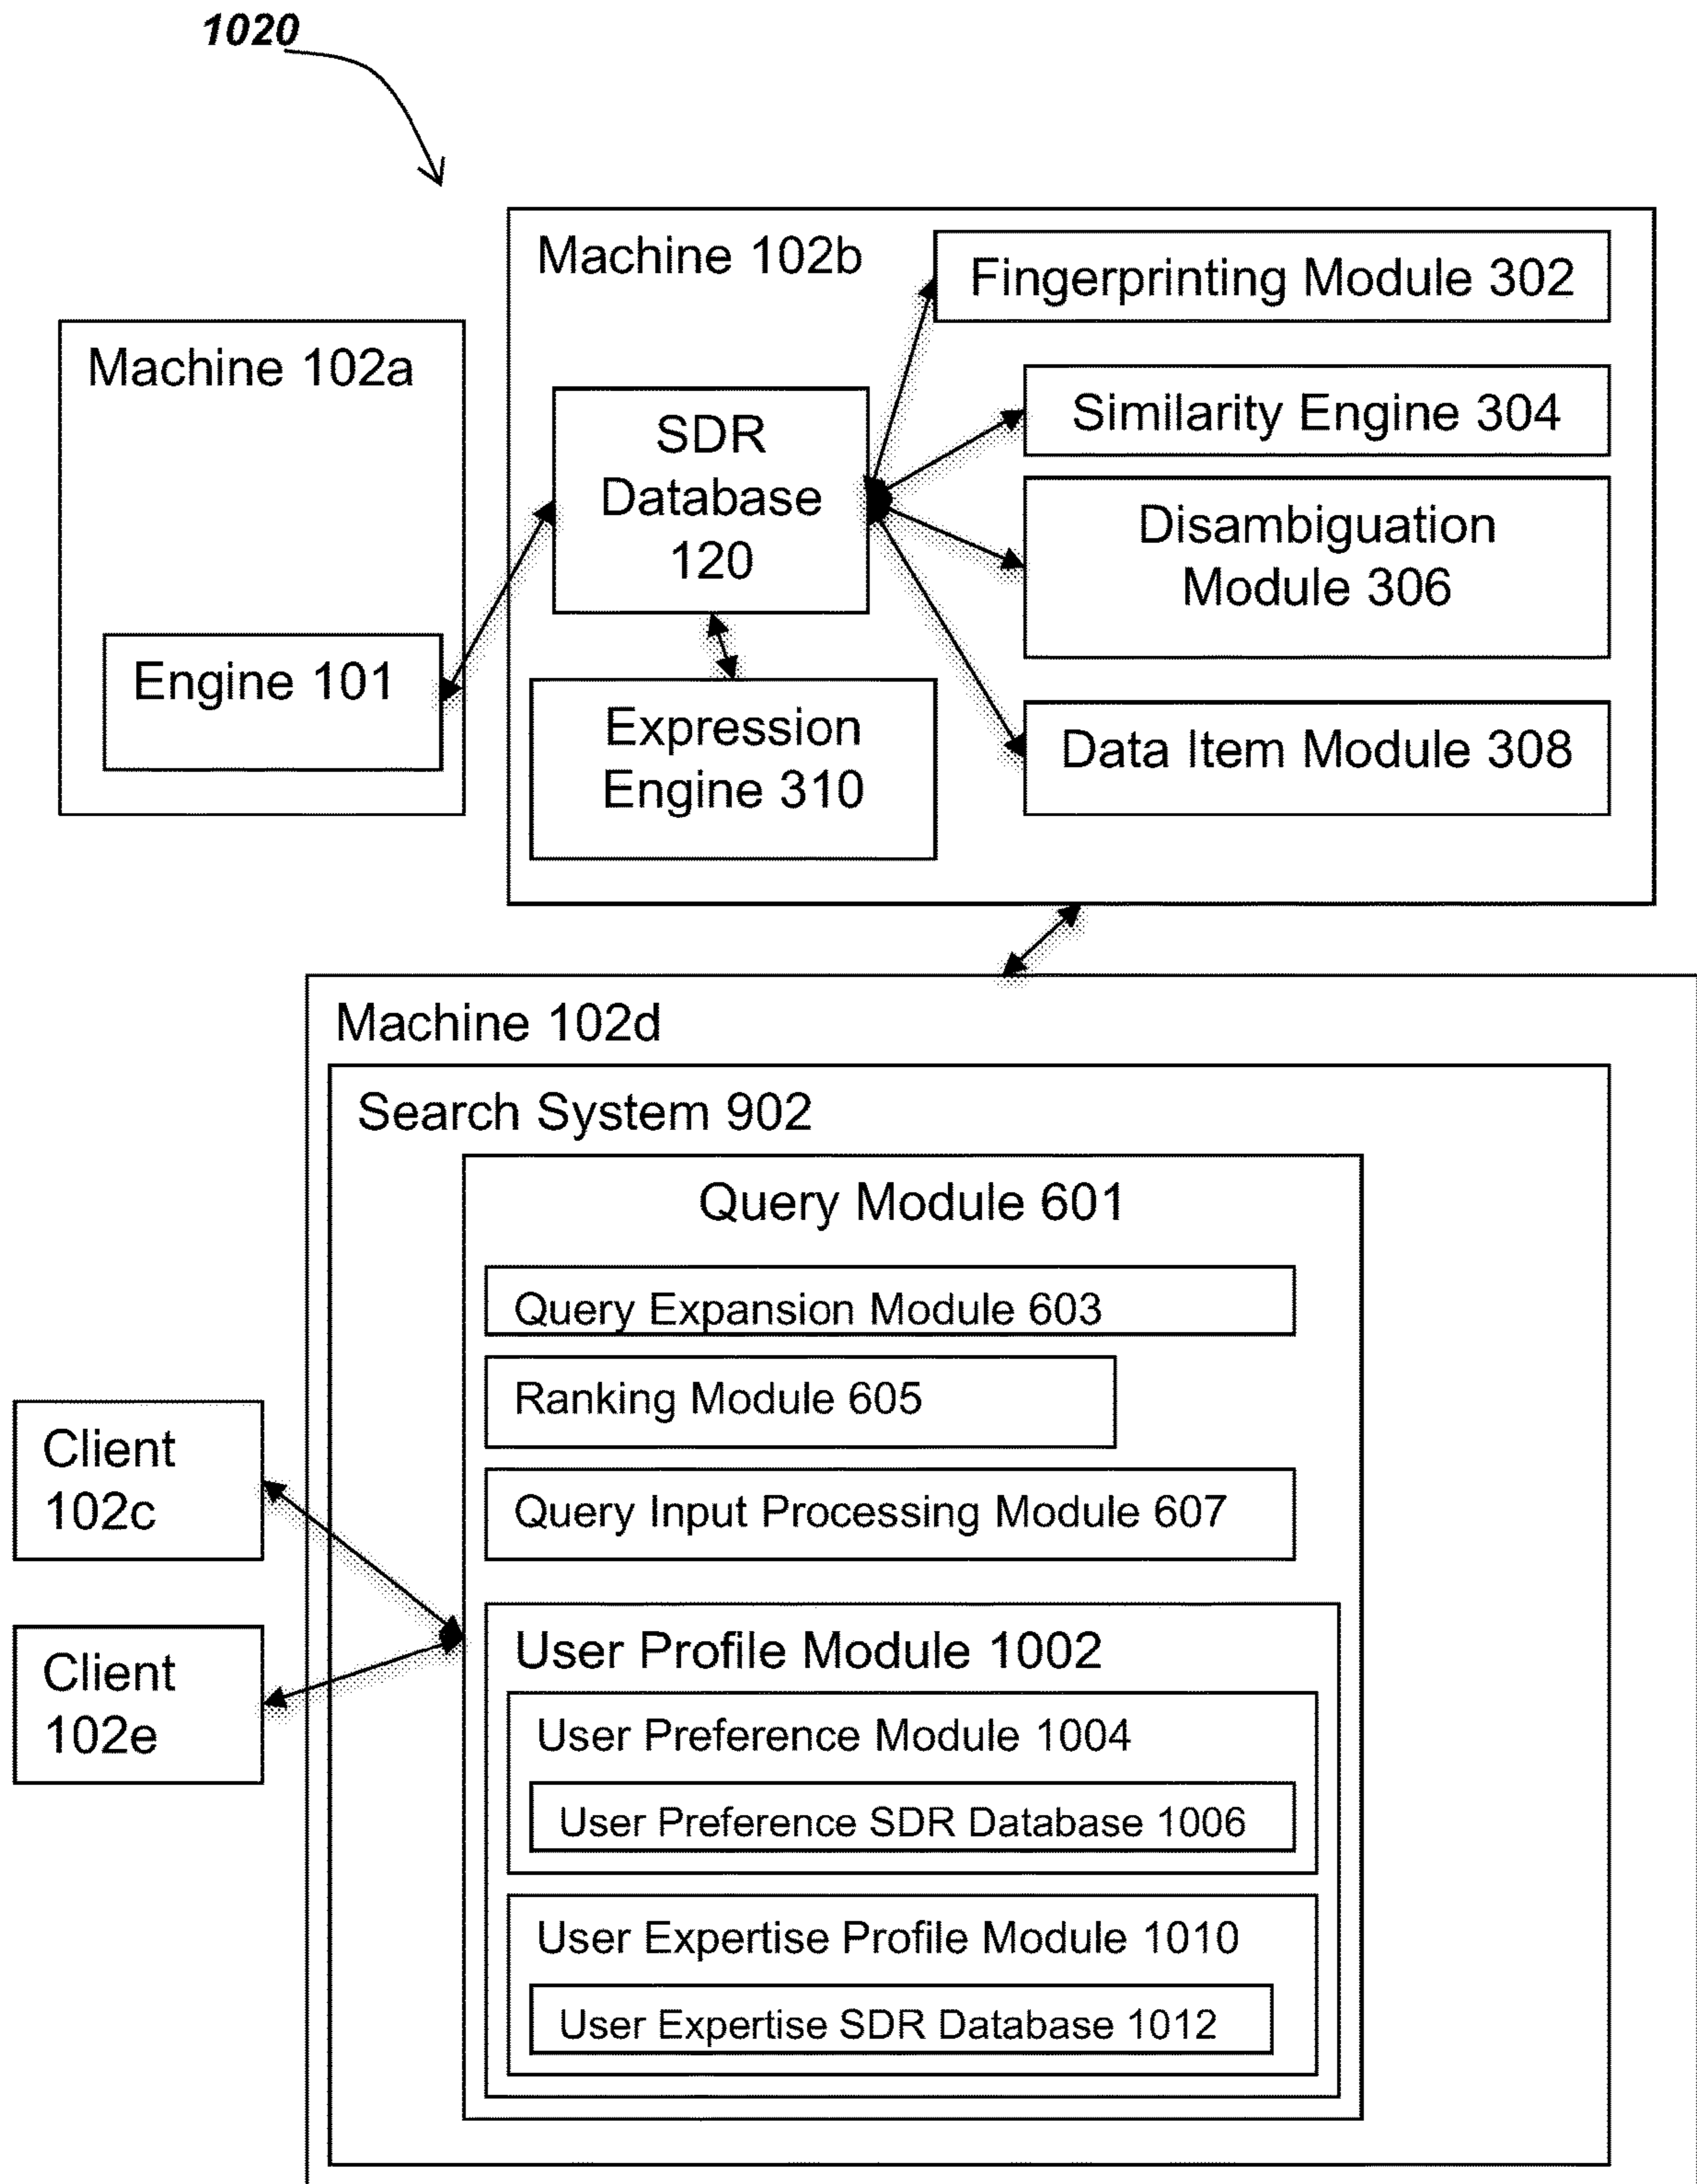 1020
Machine 102b
Fingerprinting Module 302
Machine 102a
SDR
Database
120
Similarity Engine 304
Disambiguation
Module 306
Engine 101
Expression
Engine 310
Data Item Module 308
Machine 102d
Search System 902
Query Module 601
Query Expansion Module 603
Ranking Module 605
Query Input Processing Module 607
Client
102c
Client
102e
User Profile Module 1002
User Preference Module 1004
User Preference SDR Database 1006
User Expertise Profile Module 1010
User Expertise SDR Database 1012